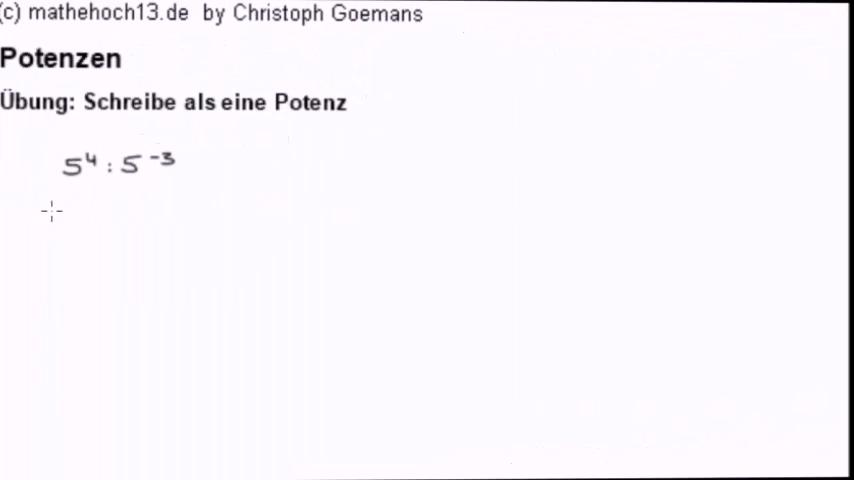 (c) mathehoch13.de by Christoph Goemans
Potenzen
Übung: Schreibe als eine Potenz
5⁴ : 5⁻³